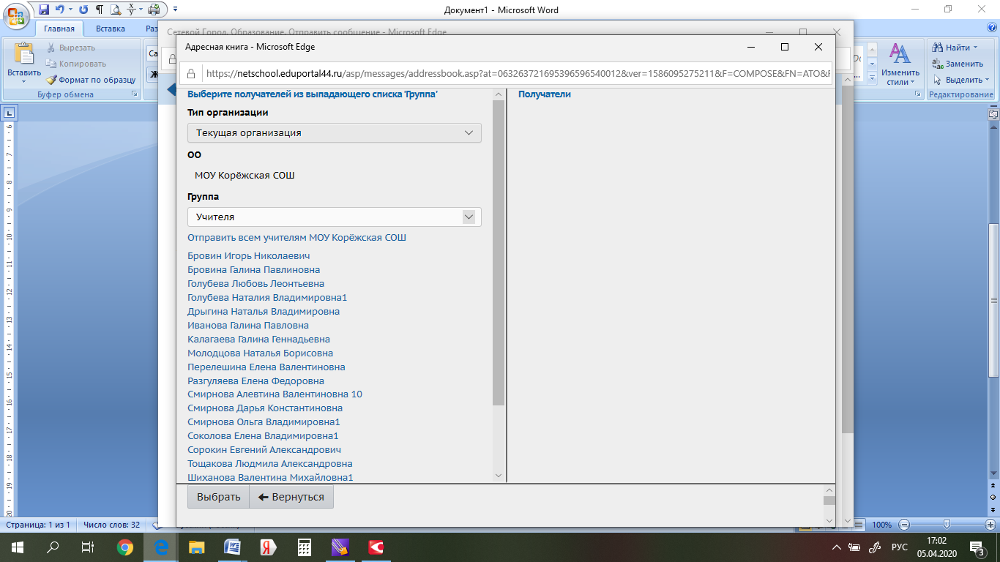 Документ1 - Microsoft Word
Главная
Вставка
Раз
Вставить
Вырезать
Копировать
Формат по образцу
Буфер обмена
Са
Ж
Изменить стили
Найти
Заменить
Выделить
Редактирование
Сетевой Город. Образование. Отправить сообщение - Microsoft Edge
Адресная книга - Microsoft Edge
https://netschool.eduportal44.ru/asp/messages/addressbook.asp?at=063263721695396596540012&ver=1586095275211&F=COMPOSE&FN=ATO&F
Выберите получателей из выпадающего списка 'Группа'
Получатели
Тип организации
Текущая организация
ОО
МОУ Корёжская СОШ
Группа
Учителя
Отправить всем учителям МОУ Корёжская СОШ
Бровин Игорь Николаевич
Бровина Галина Павлиновна
Голубева Любовь Леонтьевна
Голубева Наталия Владимировна1
Дрыгина Наталья Владимировна
Иванова Галина Павловна
Калагаева Галина Геннадьевна
Молодцова Наталья Борисовна
Перелешина Елена Валентиновна
Разгуляева Елена Федоровна
Смирнова Алевтина Валентиновна 10
Смирнова Дарья Константиновна
Смирнова Ольга Владимировна1
Соколова Елена Владимировна1
Сорокин Евгений Александрович
Тощакова Людмила Александровна
Шиханова Валентина Михайловна1
Выбрать
Вернуться
Страница: 1 из 1
Число слов: 32
100%
РУС
17:02
05.04.2020
3